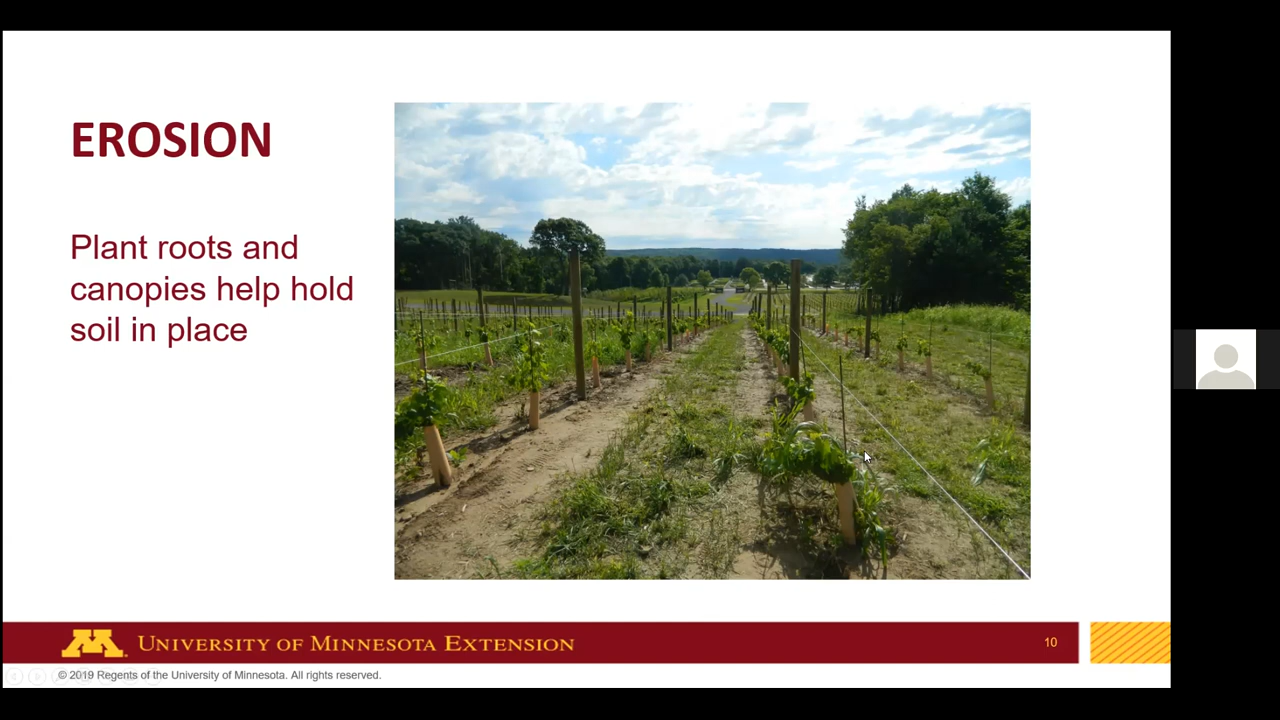 EROSION
Plant roots and
canopies help hold
soil in place
UNIVERSITY OF MINNESOTA EXTENSION
10
© 2019 Regents of the University of Minnesota. All rights reserved.